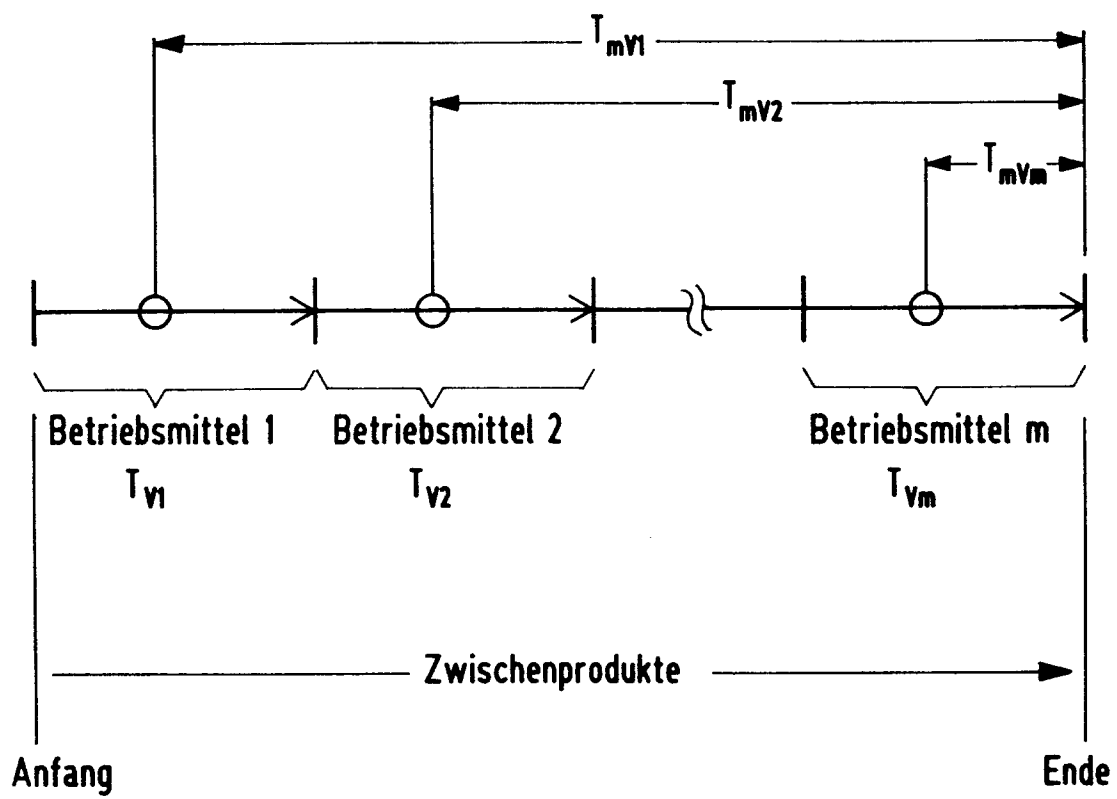 T_mV1
T_mV2
T_mVm
Betriebsmittel 1 Betriebsmittel 2 Betriebsmittel m
T_V1 T_V2 T_Vm
Zwischenprodukte
Anfang Ende